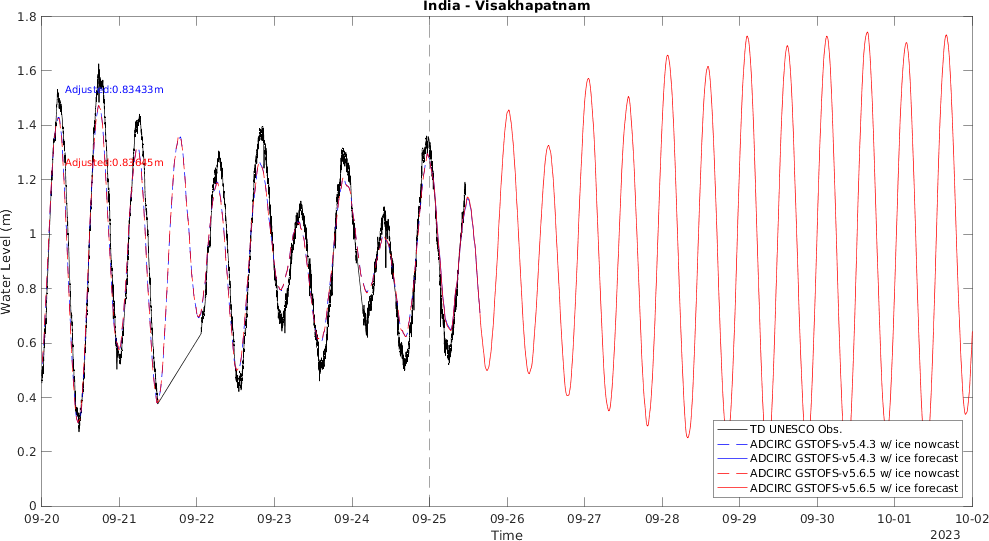 India - Visakhapatnam
1.8
1.6
1.4
1.2
1
0.8
0.6
0.4
0.2
0
Water Level (m)
Adjusted:0.83433m
Adjusted:0.83645m
TD UNESCO Obs.
ADCIRC GSTOFS-v5.4.3 w/ ice nowcast
ADCIRC GSTOFS-v5.4.3 w/ ice forecast
ADCIRC GSTOFS-v5.6.5 w/ ice nowcast
ADCIRC GSTOFS-v5.6.5 w/ ice forecast
09-20 09-21 09-22 09-23 09-24 09-25 09-26 09-27 09-28 09-29 09-30 10-01 10-02
Time
2023